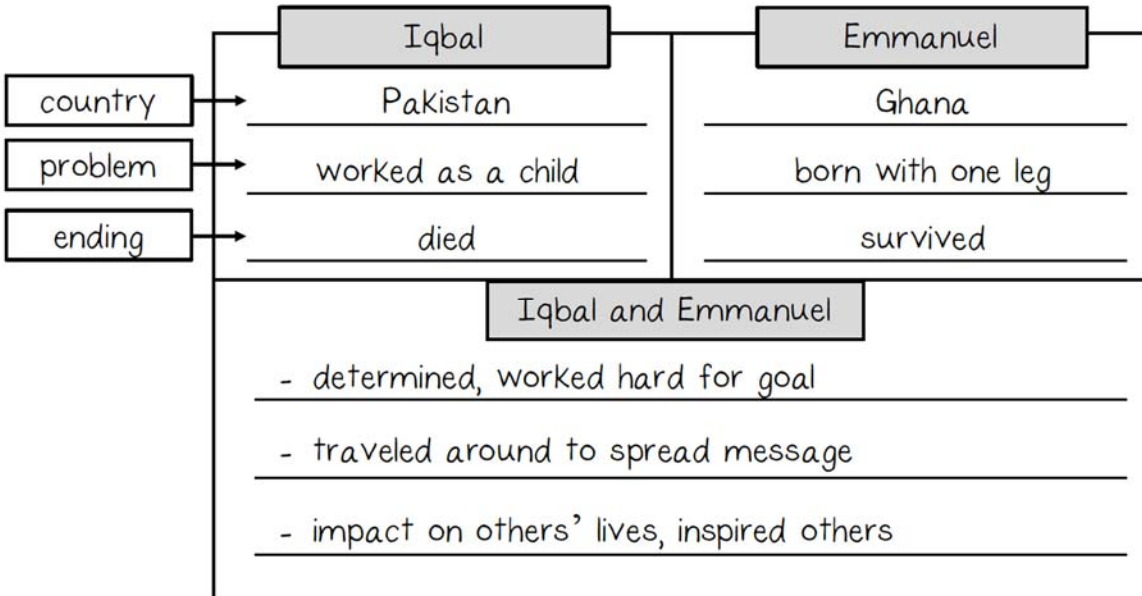 Iqbal Emmanuel
country Pakistan Ghana
problem worked as a child born with one leg
ending died survived
Iqbal and Emmanuel
- determined, worked hard for goal
- traveled around to spread message
- impact on others’ lives, inspired others